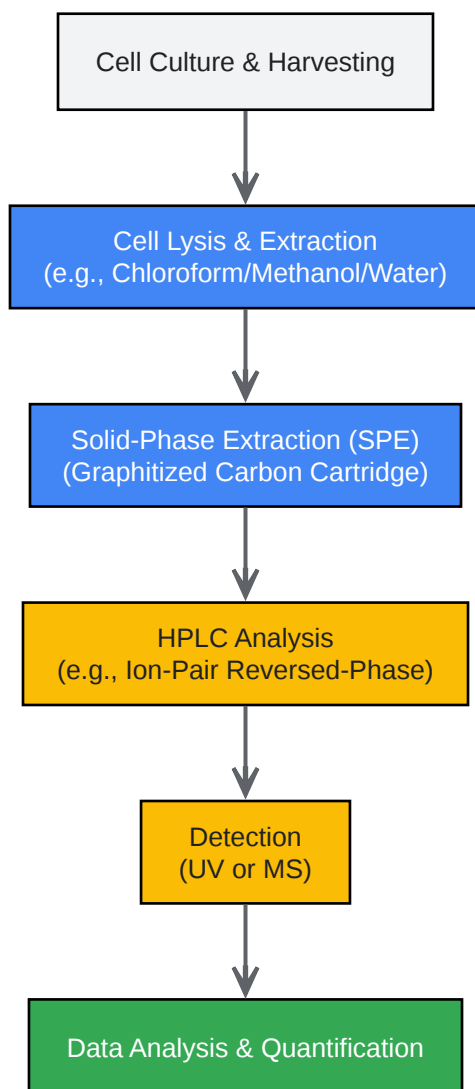 Cell Culture & Harvesting
Cell Lysis & Extraction
(e.g., Chloroform/Methanol/Water)
Solid-Phase Extraction (SPE)
(Graphitized Carbon Cartridge)
HPLC Analysis
(e.g., Ion-Pair Reversed-Phase)
Detection
(UV or MS)
Data Analysis & Quantification